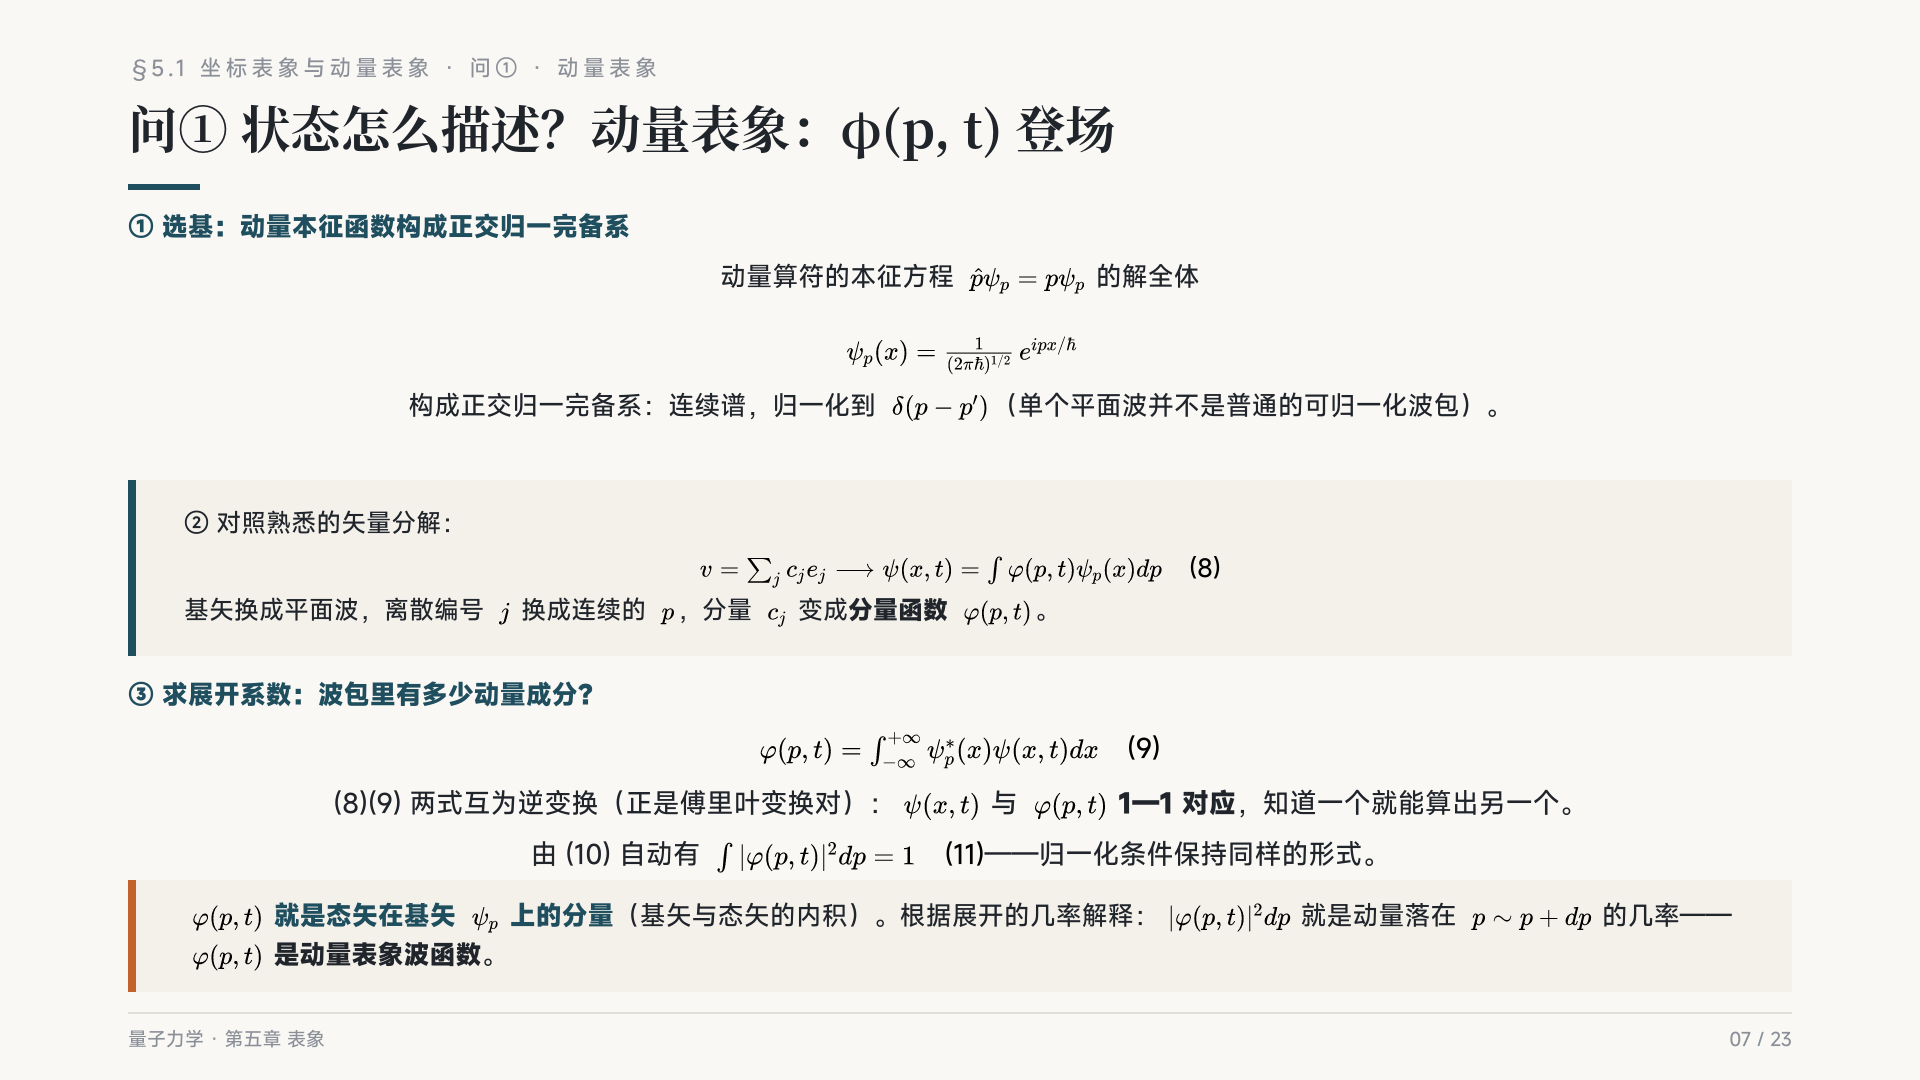 §5.1 坐标表象与动量表象 · 问① · 动量表象
问① 状态怎么描述？动量表象：φ(p, t) 登场
① 选基：动量本征函数构成正交归一完备系
动量算符的本征方程 p̂ψ_p = pψ_p 的解全体
ψ_p(x) = \frac{1}{(2πħ)^{1/2}} e^{ipx/ħ}
构成正交归一完备系：连续谱，归一化到 δ(p − p′)（单个平面波并不是普通的可归一化波包）。
② 对照熟悉的矢量分解：
v = ∑_j c_j e_j ⟶ ψ(x, t) = ∫ φ(p, t)ψ_p(x)dp (8)
基矢换成平面波，离散编号 j 换成连续的 p，分量 c_j 变成分量函数 φ(p, t)。
③ 求展开系数：波包里有多少动量成分？
φ(p, t) = ∫_{−∞}^{+∞} ψ_p^*(x)ψ(x, t)dx (9)
(8)(9) 两式互为逆变换（正是傅里叶变换对）： ψ(x, t) 与 φ(p, t) 1—1 对应，知道一个就能算出另一个。
由 (10) 自动有 ∫ |φ(p, t)|²dp = 1 (11)——归一化条件保持同样的形式。
φ(p, t) 就是态矢在基矢 ψ_p 上的分量（基矢与态矢的内积）。根据展开的几率解释： |φ(p, t)|²dp 就是动量落在 p ∼ p + dp 的几率——
φ(p, t) 是动量表象波函数。
量子力学 · 第五章 表象
07 / 23